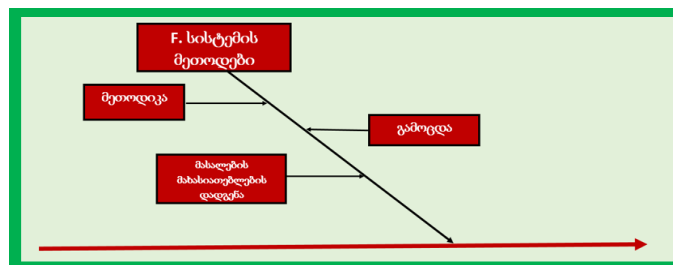 F. სისტემის
მეთოდები
მეთოდიკა
გამოცდა
მასალების
მახასიათებლების
დადგენა